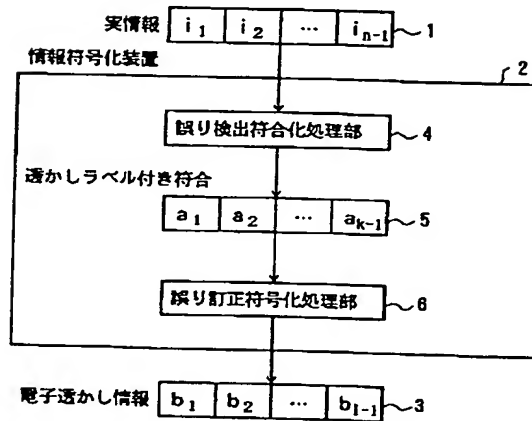 実情報 i₁ i₂ … iₙ₋₁ 1
情報符号化装置 2
誤り検出符合化処理部 4
透かしラベル付き符合
a₁ a₂ … aₖ₋₁ 5
誤り訂正符号化処理部 6
電子透かし情報 b₁ b₂ … bₗ₋₁ 3